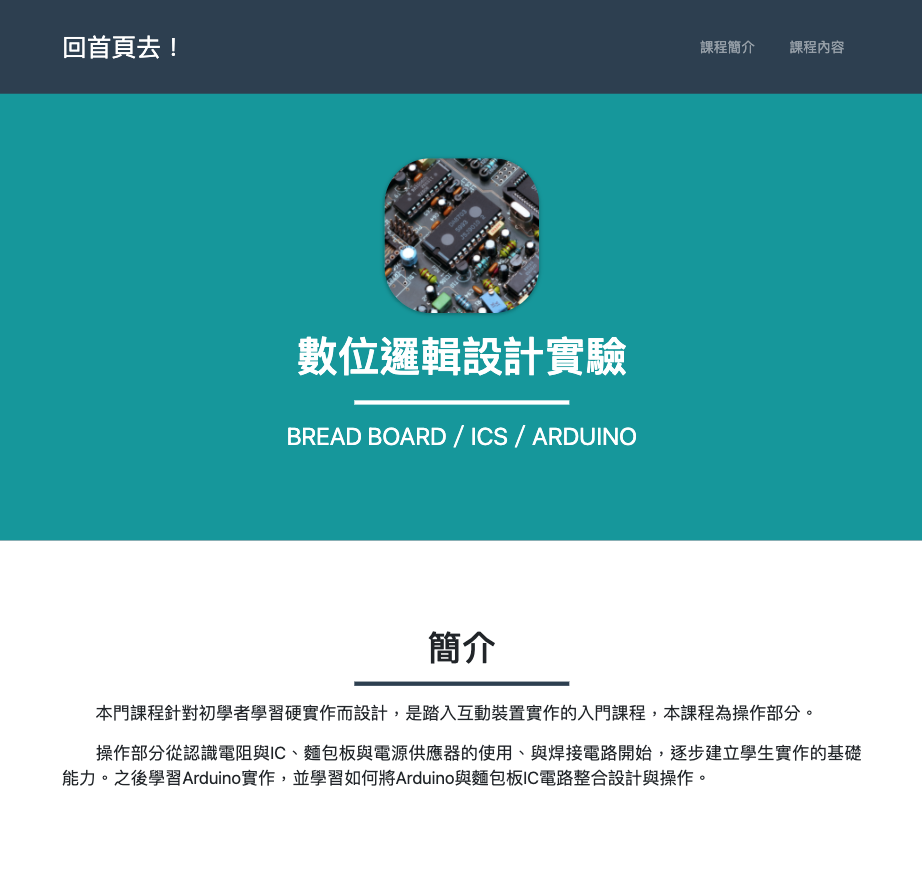 回首頁去！
課程簡介 課程內容
數位邏輯設計實驗
BREAD BOARD / ICS / ARDUINO
簡介
本門課程針對初學者學習硬實作而設計，是踏入互動裝置實作的入門課程，本課程為操作部分。
操作部分從認識電阻與IC、麵包板與電源供應器的使用、與焊接電路開始，逐步建立學生實作的基礎
能力。之後學習Arduino實作，並學習如何將Arduino與麵包板IC電路整合設計與操作。